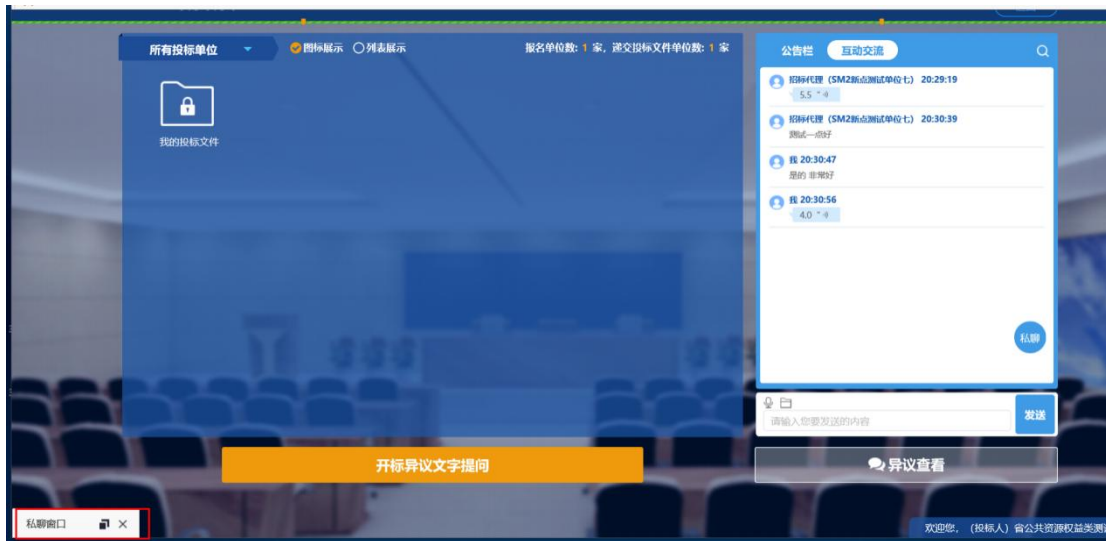 所有投标单位
图标展示 列表展示
报名单位数: 1 家, 递交投标文件单位数: 1 家
我的投标文件
公告栏 互动交流
招标代理 (SM2新点测试单位七) 20:29:19
5.5 "
招标代理 (SM2新点测试单位七) 20:30:39
测试一点好
我 20:30:47
是的 非常好
我 20:30:56
4.0 "
私聊
请输入您要发送的内容
发送
开标异议文字提问
异议查看
私聊窗口
欢迎您, (投标人) 省公共资源权益类测